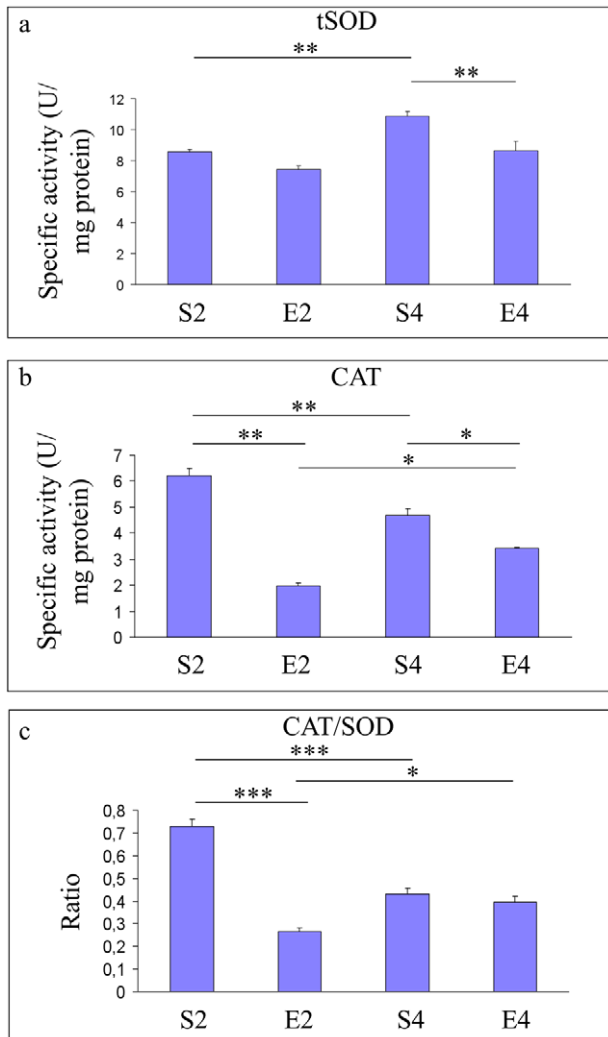 a
tSOD
**
**
Specific activity (U/
mg protein)
12
10
8
6
4
2
0
S2 E2 S4 E4
b
CAT
**
** *
*
Specific activity (U/
mg protein)
7
6
5
4
3
2
1
0
S2 E2 S4 E4
c
CAT/SOD
***
*
***
Ratio
0,8
0,7
0,6
0,5
0,4
0,3
0,2
0,1
0
S2 E2 S4 E4